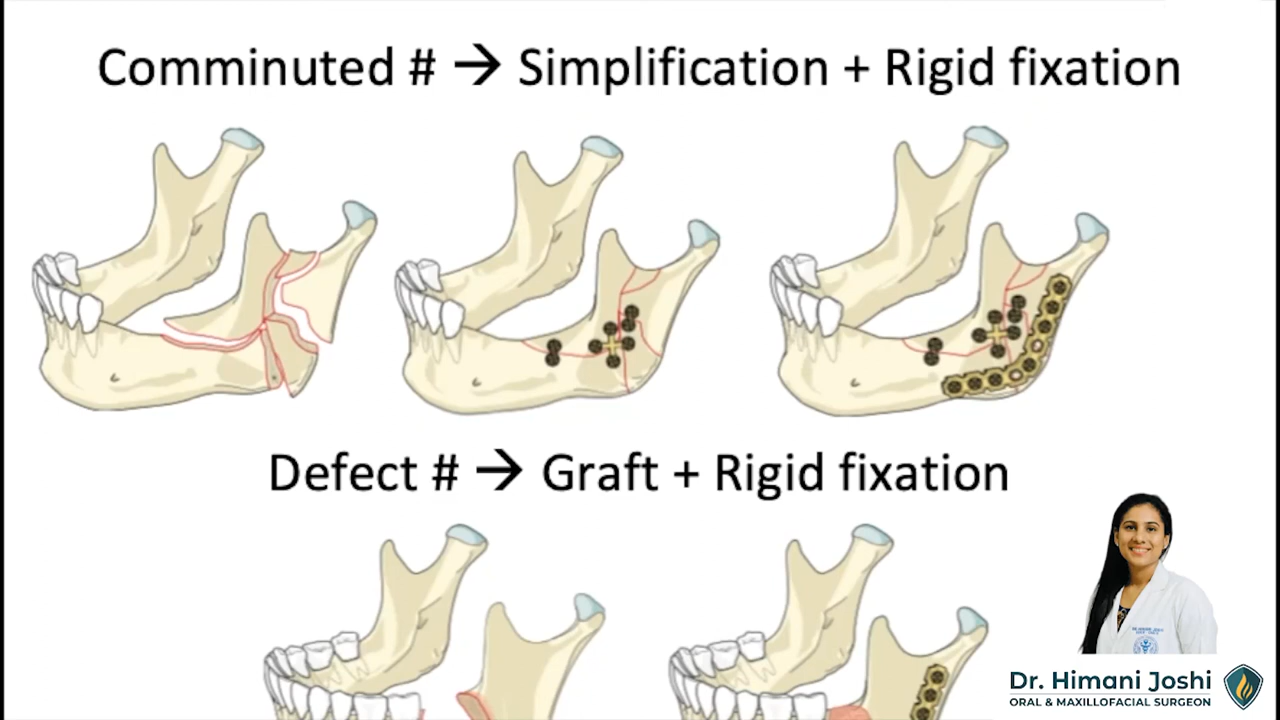 Comminuted # → Simplification + Rigid fixation
Defect # → Graft + Rigid fixation
Dr. Himani Joshi
ORAL & MAXILLOFACIAL SURGEON